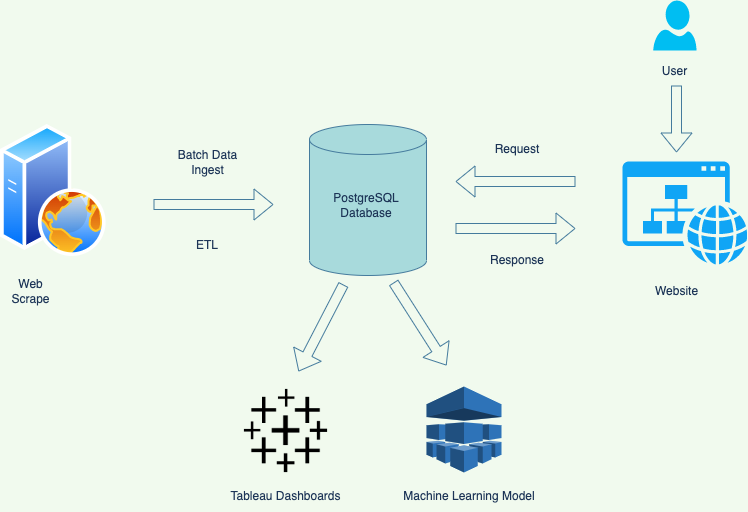 User
Batch Data
Ingest
Request
PostgreSQL
Database
ETL
Response
Web
Scrape
Website
Tableau Dashboards
Machine Learning Model